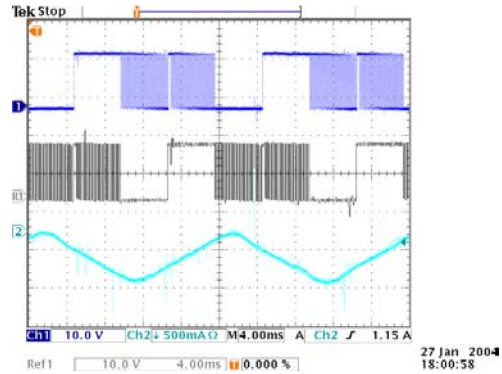 Tek Stop
T
1
R1
2
Ch1 10.0 V Ch2 500mAΩ M 4.00ms A Ch2 1.15 A
Ref1 10.0 V 4.00ms T 0.000 %
27 Jan 2004
18:00:58